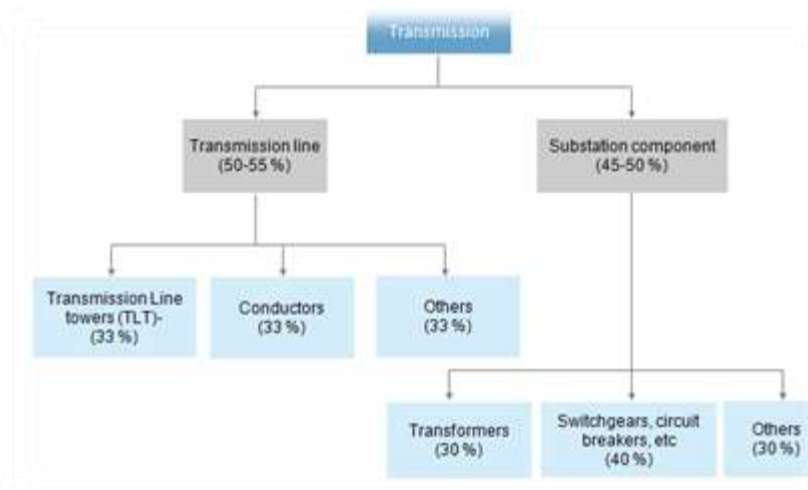 Transmission
Transmission line
(50-55 %)
Substation component
(45-50 %)
Transmission Line
towers (TLT)-
(33 %)
Conductors
(33 %)
Others
(33 %)
Transformers
(30 %)
Switchgears, circuit
breakers, etc
(40 %)
Others
(30 %)